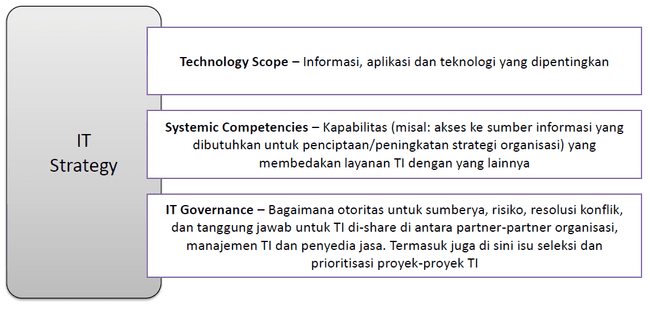 IT
Strategy
Technology Scope – Informasi, aplikasi dan teknologi yang dipentingkan
Systemic Competencies – Kapabilitas (misal: akses ke sumber informasi yang
dibutuhkan untuk penciptaan/peningkatan strategi organisasi) yang
membedakan layanan TI dengan yang lainnya
IT Governance – Bagaimana otoritas untuk sumberya, risiko, resolusi konflik,
dan tanggung jawab untuk TI di-share di antara partner-partner organisasi,
manajemen TI dan penyedia jasa. Termasuk juga di sini isu seleksi dan
prioritisasi proyek-proyek TI